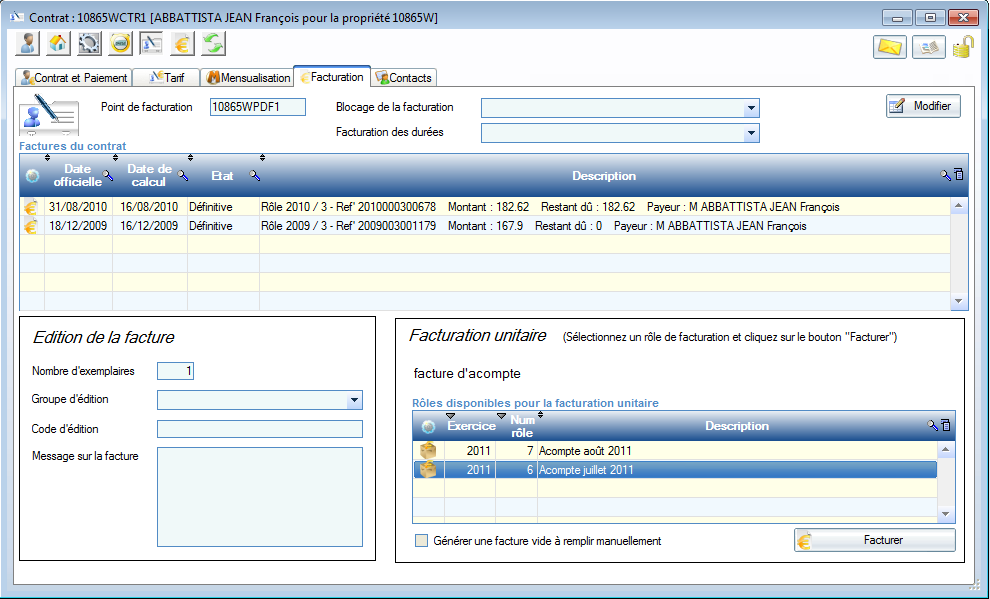 Contrat : 10865WCTR1 [ABBATTISTA JEAN François pour la propriété 10865W]
Contrat et Paiement Tarif Mensualisation Facturation Contacts
Point de facturation 10865WPDF1 Blocage de la facturation Modifier
Facturation des durées
Factures du contrat
Date officielle Date de calcul Etat Description
31/08/2010 16/08/2010 Définitive Rôle 2010 / 3 - Ref' 2010000300678 Montant : 182.62 Restant dû : 182.62 Payeur : M ABBATTISTA JEAN François
18/12/2009 16/12/2009 Définitive Rôle 2009 / 3 - Ref' 2009003001179 Montant : 167.9 Restant dû : 0 Payeur : M ABBATTISTA JEAN François
Edition de la facture
Nombre d'exemplaires 1
Groupe d'édition
Code d'édition
Message sur la facture
Facturation unitaire (Sélectionnez un rôle de facturation et cliquez sur le bouton "Facturer")
facture d'acompte
Rôles disponibles pour la facturation unitaire
Exercice Num rôle Description
2011 7 Acompte août 2011
2011 6 Acompte juillet 2011
Générer une facture vide à remplir manuellement Facturer